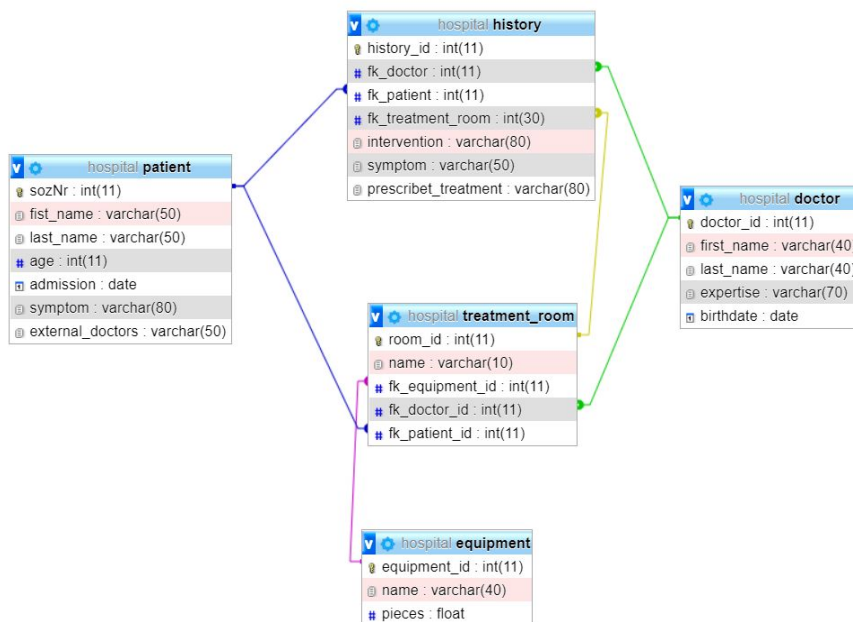 hospital history
history_id : int(11)
fk_doctor : int(11)
fk_patient : int(11)
fk_treatment_room : int(30)
intervention : varchar(80)
symptom : varchar(50)
prescribet_treatment : varchar(80)
hospital patient
sozNr : int(11)
fist_name : varchar(50)
last_name : varchar(50)
age : int(11)
admission : date
symptom : varchar(80)
external_doctors : varchar(50)
hospital doctor
doctor_id : int(11)
first_name : varchar(40)
last_name : varchar(40)
expertise : varchar(70)
birthdate : date
hospital treatment_room
room_id : int(11)
name : varchar(10)
fk_equipment_id : int(11)
fk_doctor_id : int(11)
fk_patient_id : int(11)
hospital equipment
equipment_id : int(11)
name : varchar(40)
pieces : float